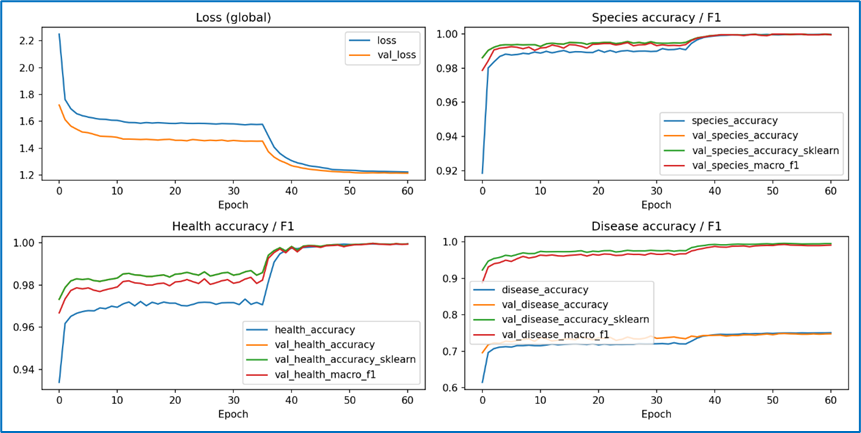 Loss (global)
2.2
2.0
1.8
1.6
1.4
1.2
0
10
20
30
40
50
60
Epoch
loss
val_loss
Species accuracy / F1
1.00
0.98
0.96
0.94
0.92
0
10
20
30
40
50
60
Epoch
species_accuracy
val_species_accuracy
val_species_accuracy_sklearn
val_species_macro_f1
Health accuracy / F1
1.00
0.98
0.96
0.94
0
10
20
30
40
50
60
Epoch
health_accuracy
val_health_accuracy
val_health_accuracy_sklearn
val_health_macro_f1
Disease accuracy / F1
1.0
0.9
0.8
0.7
0.6
0
10
20
30
40
50
60
Epoch
disease_accuracy
val_disease_accuracy
val_disease_accuracy_sklearn
val_disease_macro_f1